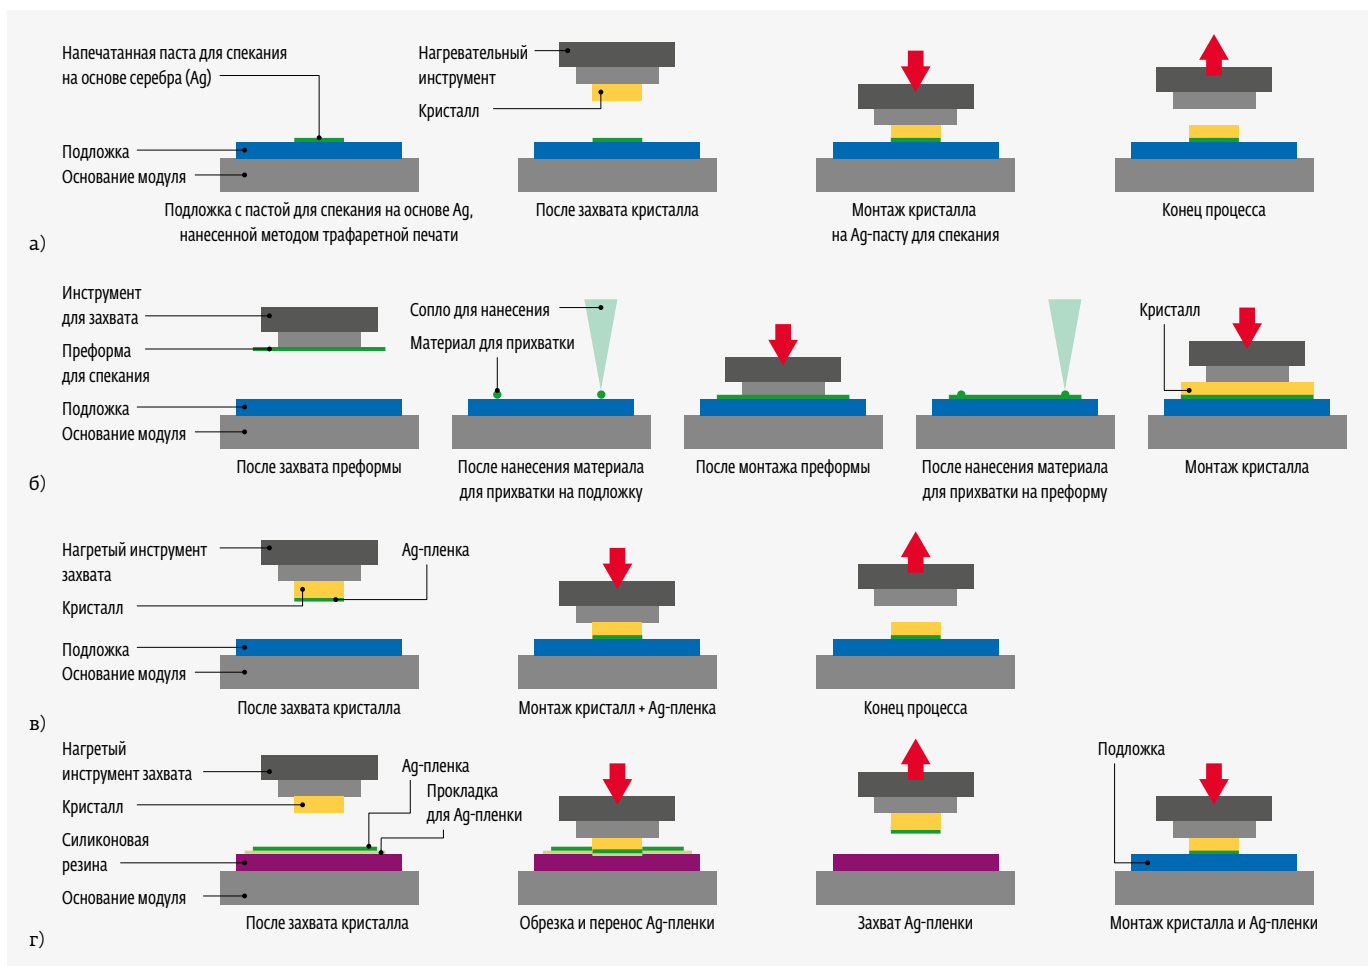 Напечатанная паста для спекания
на основе серебра (Ag)
Подложка
Основание модуля
Нагревательный
инструмент
Кристалл
Подложка с пастой для спекания на основе Ag,
нанесенной методом трафаретной печати
После захвата кристалла
Монтаж кристалла
на Ag-пасту для спекания
Конец процесса
а)
Инструмент
для захвата
Преформа
для спекания
Подложка
Основание модуля
Сопло для нанесения
Материал для прихватки
Кристалл
После захвата преформы
После нанесения материала
для прихватки на подложку
После монтажа преформы
После нанесения материала
для прихватки на преформу
Монтаж кристалла
б)
Нагретый инструмент
захвата
Кристалл
Подложка
Основание модуля
Ag-пленка
После захвата кристалла
Монтаж кристалл + Ag-пленка
Конец процесса
в)
Нагретый
инструмент захвата
Кристалл
Силиконовая
резина
Основание модуля
Ag-пленка
Прокладка
для Ag-пленки
Подложка
После захвата кристалла
Обрезка и перенос Ag-пленки
Захват Ag-пленки
Монтаж кристалла и Ag-пленки
г)